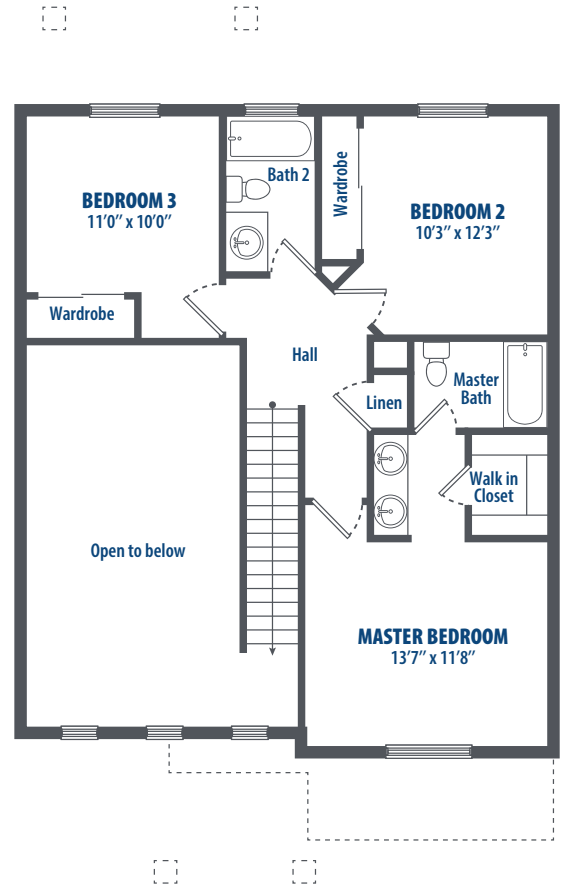 BEDROOM 3
11’0’’ x 10’0’’
Bath 2
Wardrobe
BEDROOM 2
10’3’’ x 12’3’’
Wardrobe
Hall
Linen
Master
Bath
Walk in
Closet
Open to below
MASTER BEDROOM
13’7’’ x 11’8’’